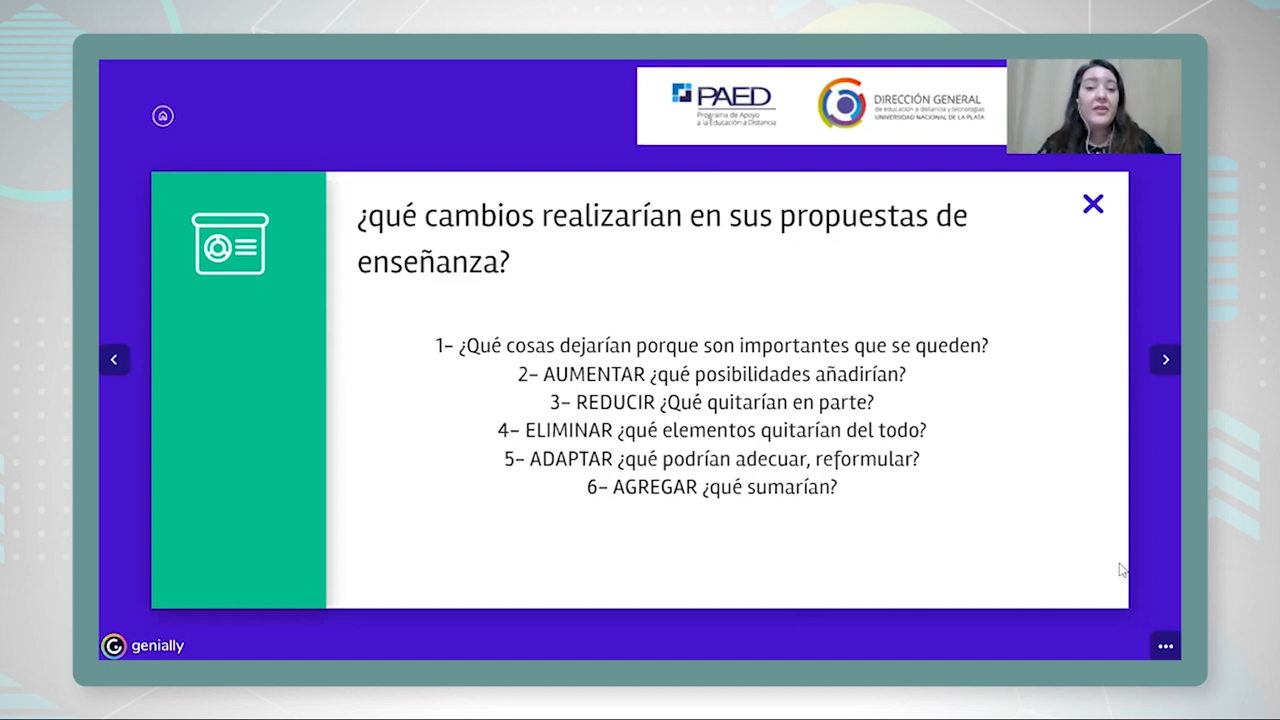 PAED
Programa de Apoyo
a la Educación a Distancia
DIRECCIÓN GENERAL
de educación a distancia y tecnologías
UNIVERSIDAD NACIONAL DE LA PLATA
¿qué cambios realizarían en sus propuestas de
enseñanza?
1- ¿Qué cosas dejarían porque son importantes que se queden?
2- AUMENTAR ¿qué posibilidades añadirían?
3- REDUCIR ¿Qué quitarían en parte?
4- ELIMINAR ¿qué elementos quitarían del todo?
5- ADAPTAR ¿qué podrían adecuar, reformular?
6- AGREGAR ¿qué sumarían?
genially